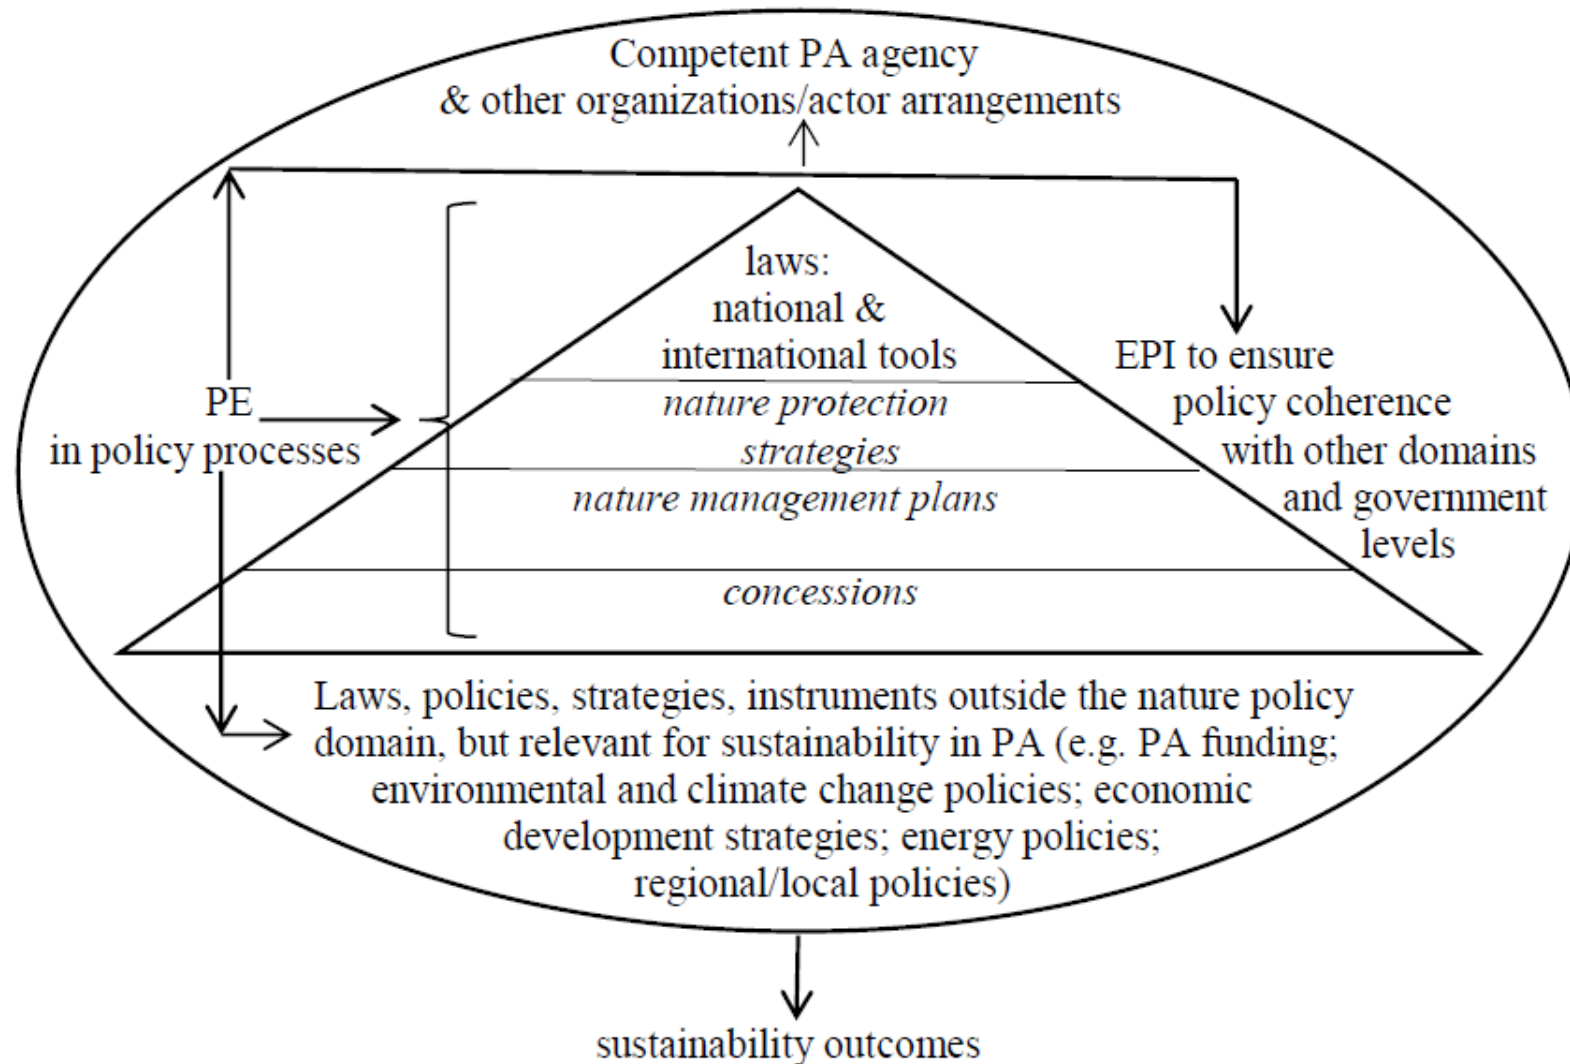 Competent PA agency
& other organizations/actor arrangements
laws:
national &
international tools
nature protection
strategies
nature management plans
concessions
PE
in policy processes
EPI to ensure
policy coherence
with other domains
and government
levels
Laws, policies, strategies, instruments outside the nature policy
domain, but relevant for sustainability in PA (e.g. PA funding;
environmental and climate change policies; economic
development strategies; energy policies;
regional/local policies)
sustainability outcomes